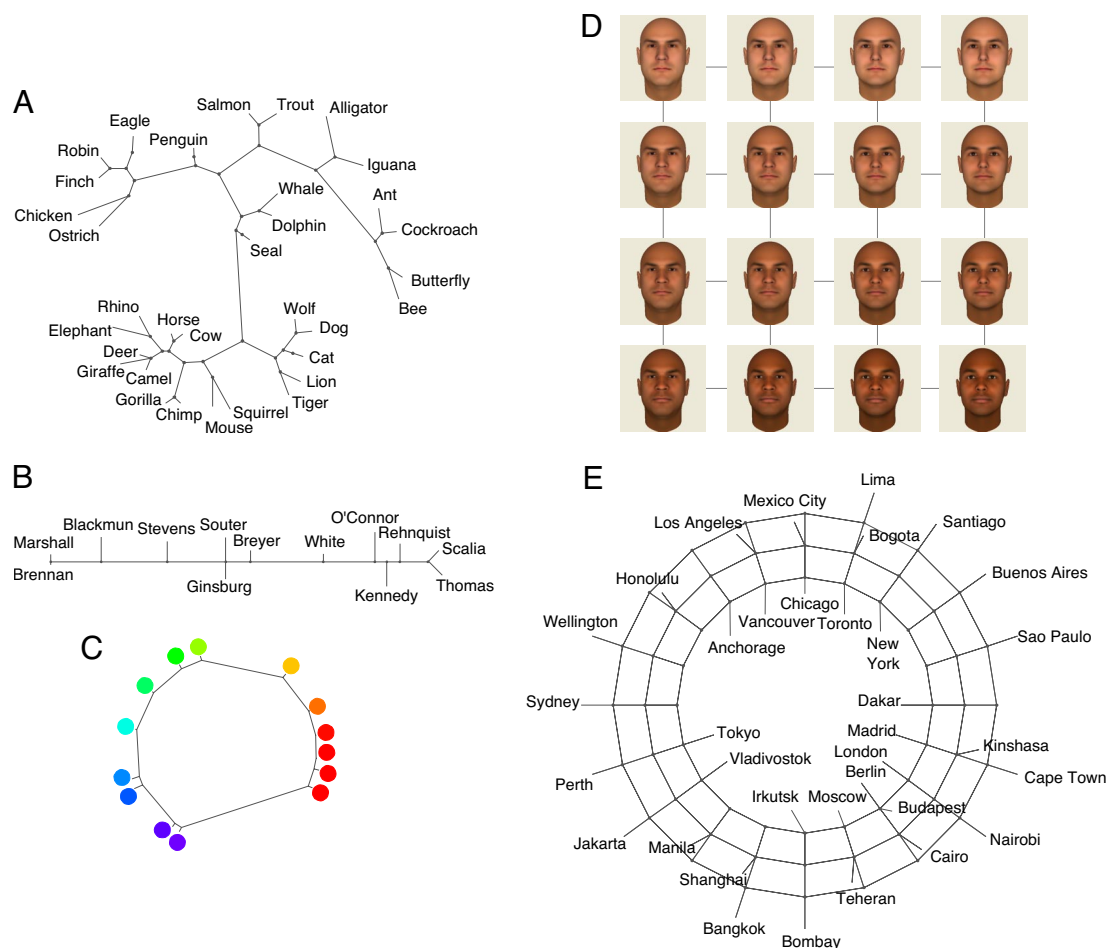 A
Salmon
Trout
Alligator
Eagle
Penguin
Robin
Iguana
Finch
Whale
Ant
Chicken
Dolphin
Cockroach
Ostrich
Seal
Butterfly
Bee
Rhino
Wolf
Horse
Elephant
Dog
Cow
Deer
Cat
Giraffe
Camel
Lion
Gorilla
Tiger
Chimp
Squirrel
Mouse
B
O'Connor
Blackmun
Souter
Rehnquist
Stevens
Marshall
Breyer
White
Scalia
Brennan
Ginsburg
Thomas
Kennedy
C
D
E
Lima
Mexico City
Los Angeles
Santiago
Bogota
Honolulu
Buenos Aires
Chicago
Wellington
Vancouver
Toronto
Anchorage
New
York
Sao Paulo
Sydney
Dakar
Madrid
Tokyo
Kinshasa
London
Vladivostok
Berlin
Cape Town
Perth
Irkutsk
Moscow
Budapest
Jakarta
Manila
Nairobi
Cairo
Shanghai
Teheran
Bangkok
Bombay